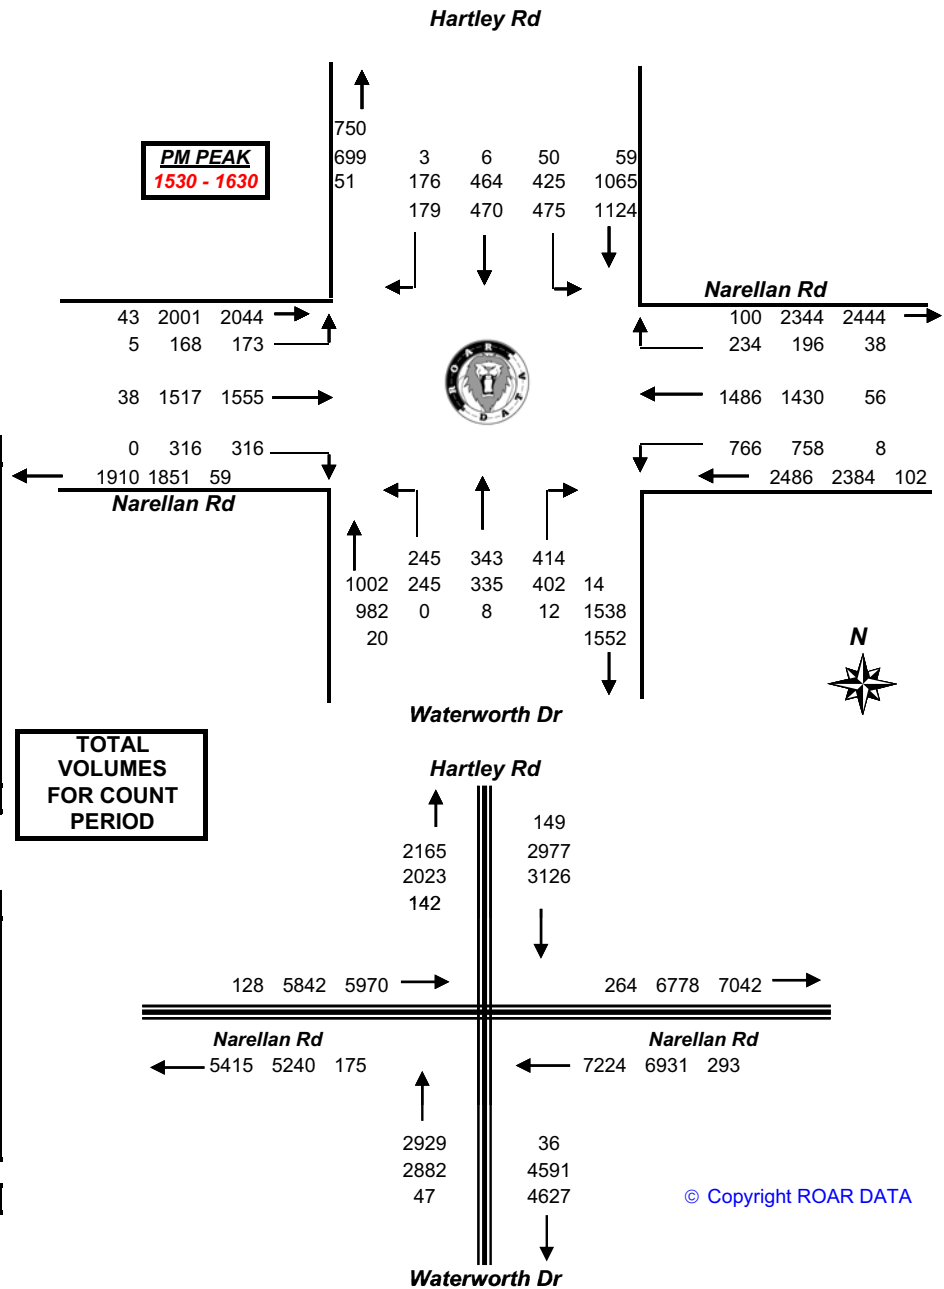 Hartley Rd
750
PM PEAK
699 3 6 50 59
1530 - 1630
51 176 464 425 1065
179 470 475 1124
Narellan Rd
43 2001 2044
100 2344 2444
5 168 173
234 196 38
ROAR DATA
38 1517 1555
1486 1430 56
0 316 316
766 758 8
1910 1851 59
2486 2384 102
Narellan Rd
245 343 414
1002 245 335 402 14
982 0 8 12 1538
20 1552
N
Waterworth Dr
TOTAL
VOLUMES
FOR COUNT
PERIOD
Hartley Rd
149
2165 2977
2023 3126
142
128 5842 5970
264 6778 7042
Narellan Rd
Narellan Rd
5415 5240 175
7224 6931 293
2929 36
2882 4591
47 4627
© Copyright ROAR DATA
Waterworth Dr